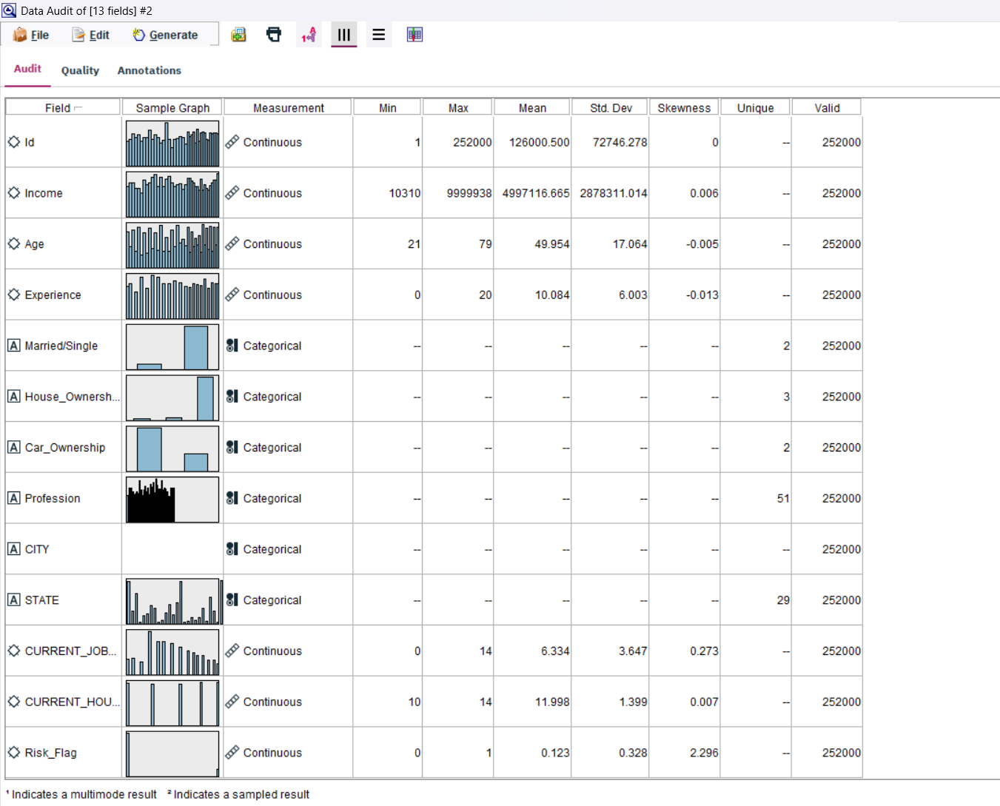 Data Audit of [13 fields] #2
File Edit Generate
Audit Quality Annotations
Field Sample Graph Measurement Min Max Mean Std. Dev Skewness Unique Valid
Id Continuous 1 252000 126000.500 72746.278 0 -- 252000
Income Continuous 10310 9999938 4997116.665 2878311.014 0.006 -- 252000
Age Continuous 21 79 49.954 17.064 -0.005 -- 252000
Experience Continuous 0 20 10.084 6.003 -0.013 -- 252000
A Married/Single Categorical -- -- -- -- -- 2 252000
A House_Ownersh... Categorical -- -- -- -- -- 3 252000
A Car_Ownership Categorical -- -- -- -- -- 2 252000
A Profession Categorical -- -- -- -- -- 51 252000
A CITY Categorical -- -- -- -- -- -- 252000
A STATE Categorical -- -- -- -- -- 29 252000
CURRENT_JOB... Continuous 0 14 6.334 3.647 0.273 -- 252000
CURRENT_HOU... Continuous 10 14 11.998 1.399 0.007 -- 252000
Risk_Flag Continuous 0 1 0.123 0.328 2.296 -- 252000
¹ Indicates a multimode result ² Indicates a sampled result